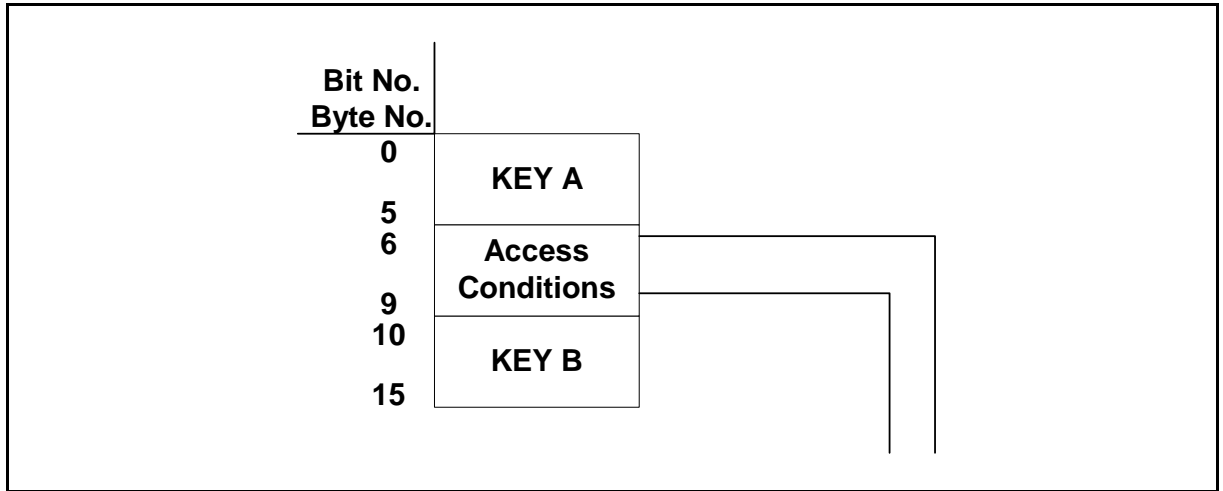 Bit No.
Byte No.
0
KEY A
5
6
Access
Conditions
9
10
KEY B
15